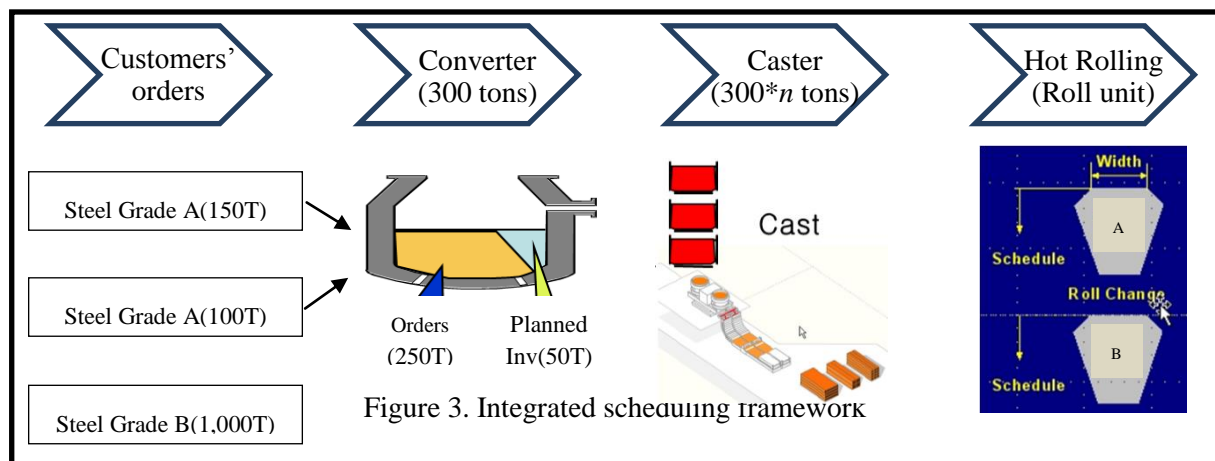 Customers'
orders
Converter
(300 tons)
Caster
(300*n tons)
Hot Rolling
(Roll unit)
Steel Grade A(150T)
Steel Grade A(100T)
Steel Grade B(1,000T)
Orders
(250T)
Planned
Inv(50T)
Cast
Width
A
Schedule
Roll Change
B
Schedule
Figure 3. Integrated scheduling framework